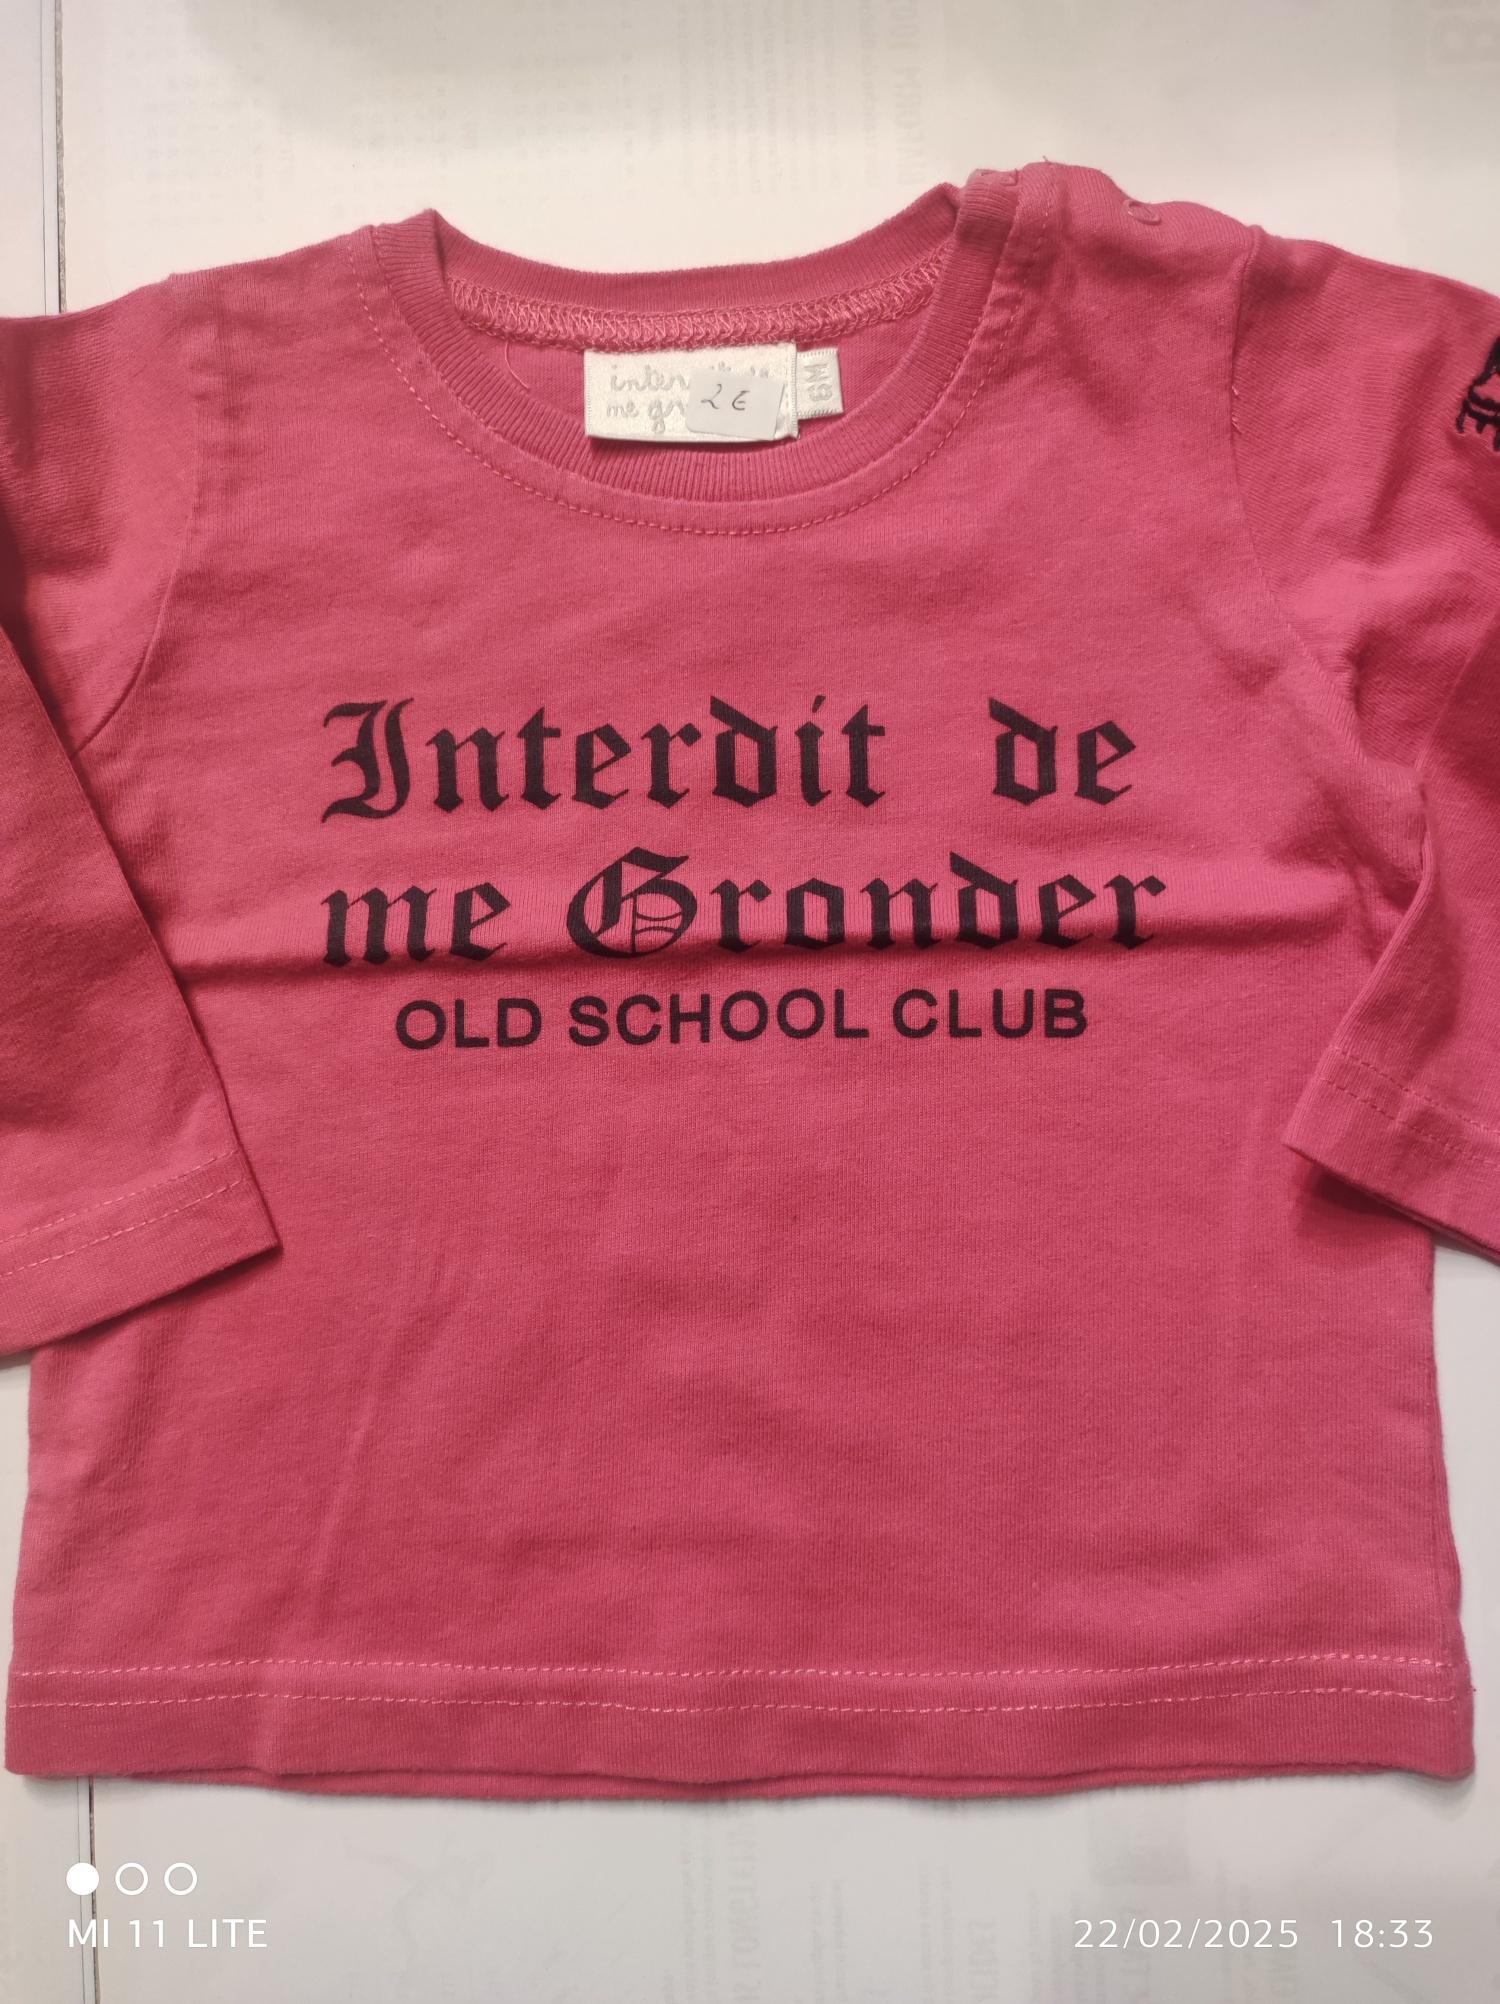 6M
2 €
Interdit de
me Gronder
OLD SCHOOL CLUB
MI 11 LITE
22/02/2025 18:33